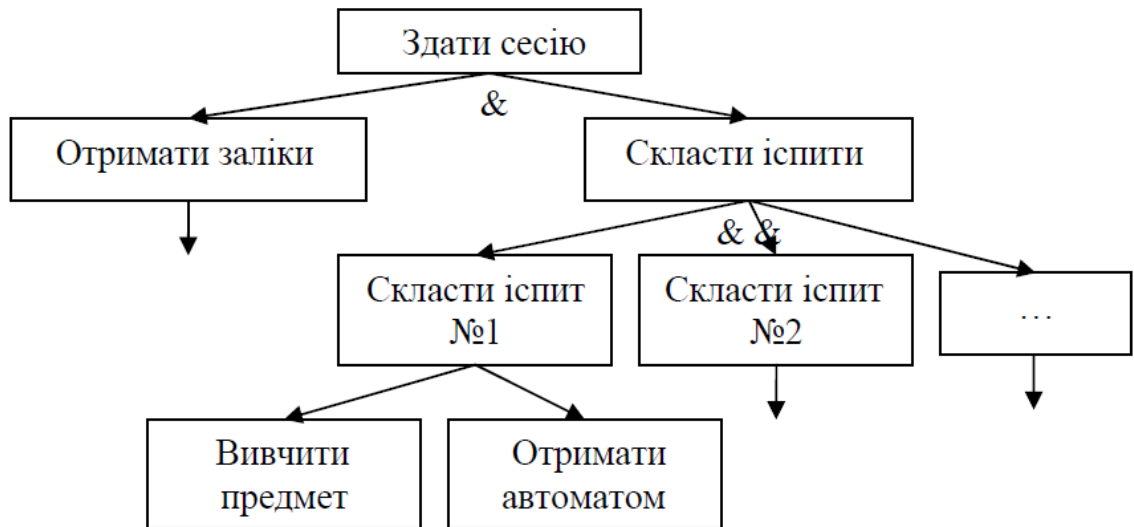 Здати сесію
&
Отримати заліки
Скласти іспити
& &
Скласти іспит
№1
Скласти іспит
№2
…
Вивчити
предмет
Отримати
автоматом